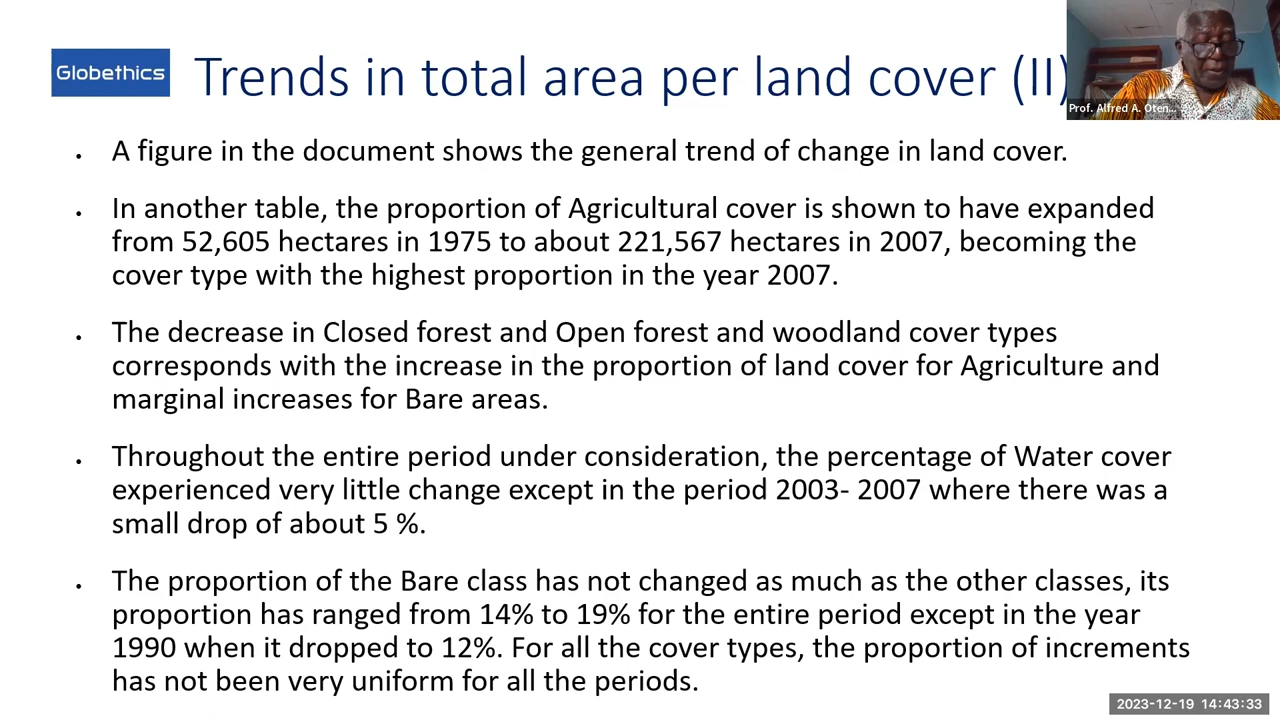 Globethics
Trends in total area per land cover (II)
Prof. Alfred A. Oten...
• A figure in the document shows the general trend of change in land cover.
• In another table, the proportion of Agricultural cover is shown to have expanded
from 52,605 hectares in 1975 to about 221,567 hectares in 2007, becoming the
cover type with the highest proportion in the year 2007.
• The decrease in Closed forest and Open forest and woodland cover types
corresponds with the increase in the proportion of land cover for Agriculture and
marginal increases for Bare areas.
• Throughout the entire period under consideration, the percentage of Water cover
experienced very little change except in the period 2003- 2007 where there was a
small drop of about 5 %.
• The proportion of the Bare class has not changed as much as the other classes, its
proportion has ranged from 14% to 19% for the entire period except in the year
1990 when it dropped to 12%. For all the cover types, the proportion of increments
has not been very uniform for all the periods.
2023-12-19 14:43:33